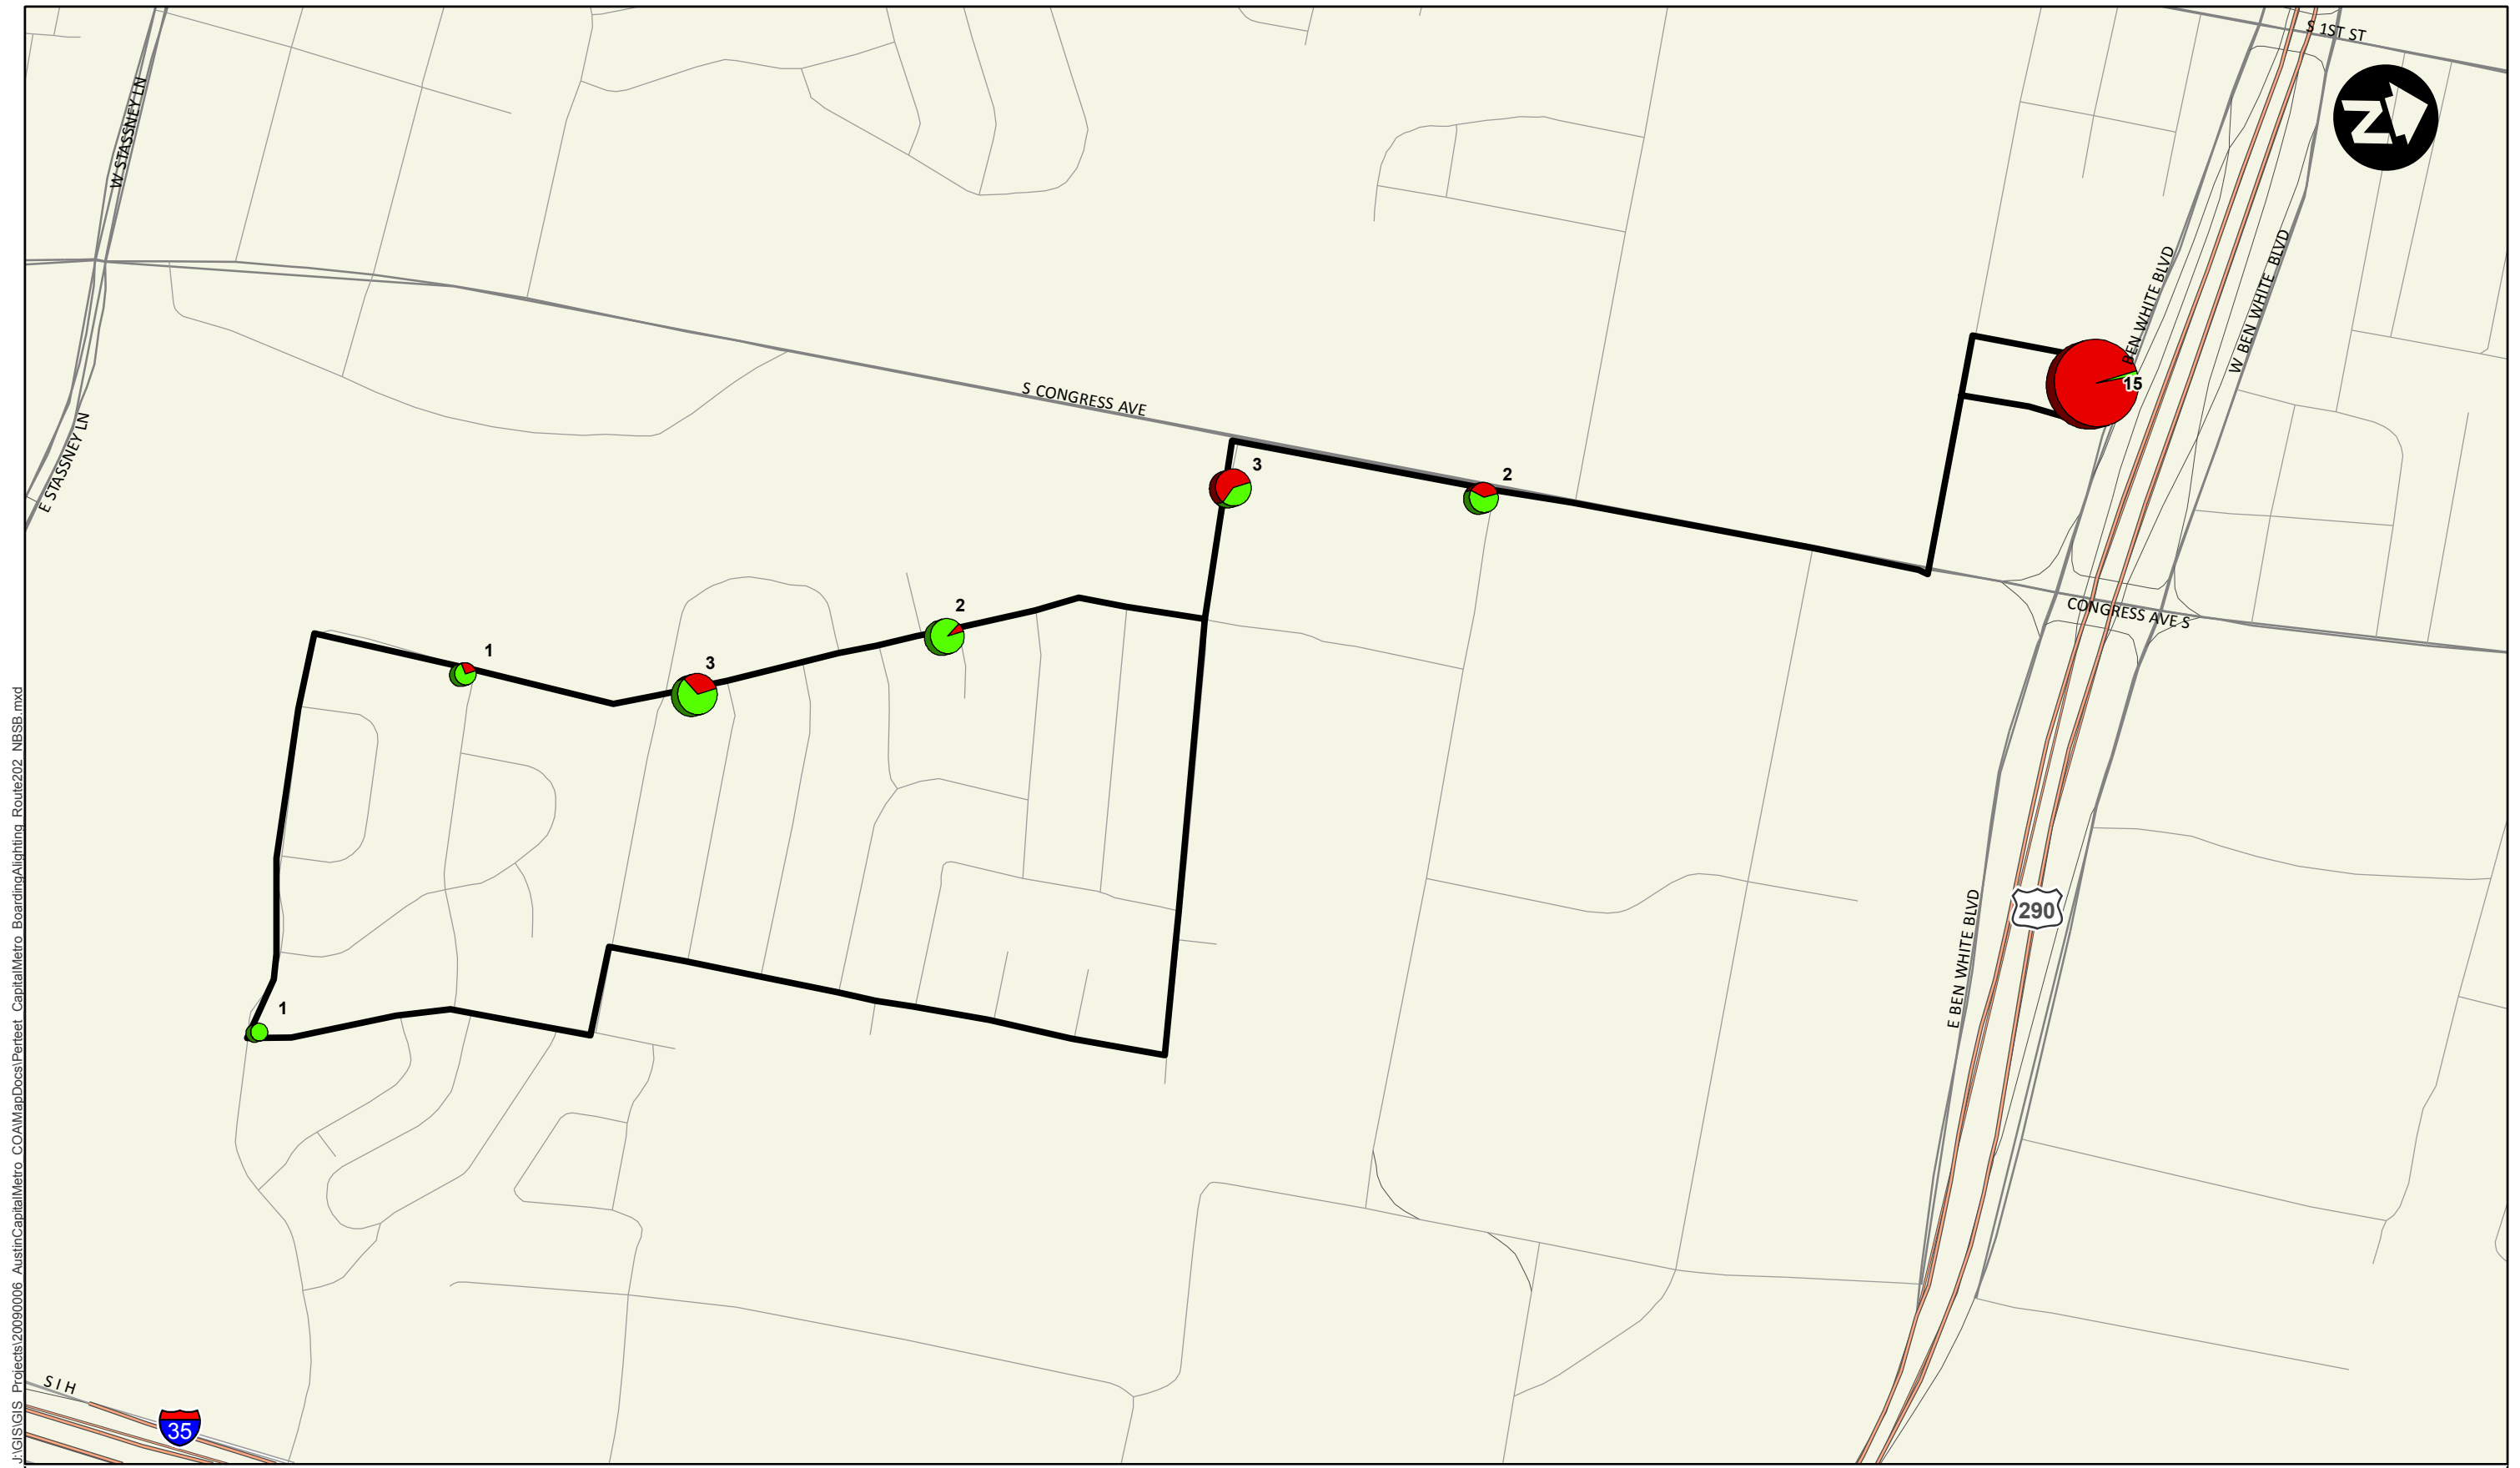 S 1ST ST
W STASSNEY LN
Z
BEN WHITE BLVD
W BEN WHITE BLVD
15
S CONGRESS AVE
E STASSNEY LN
3
2
2
CONGRESS AVE S
1
3
J:\GIS\GIS_Projects\20090006_AustinCapitalMetro_COA\MapDocs\Perteet_CapitalMetro_BoardingAlighting_Route202_NBSB.mxd
290
E BEN WHITE BLVD
1
S I H
35